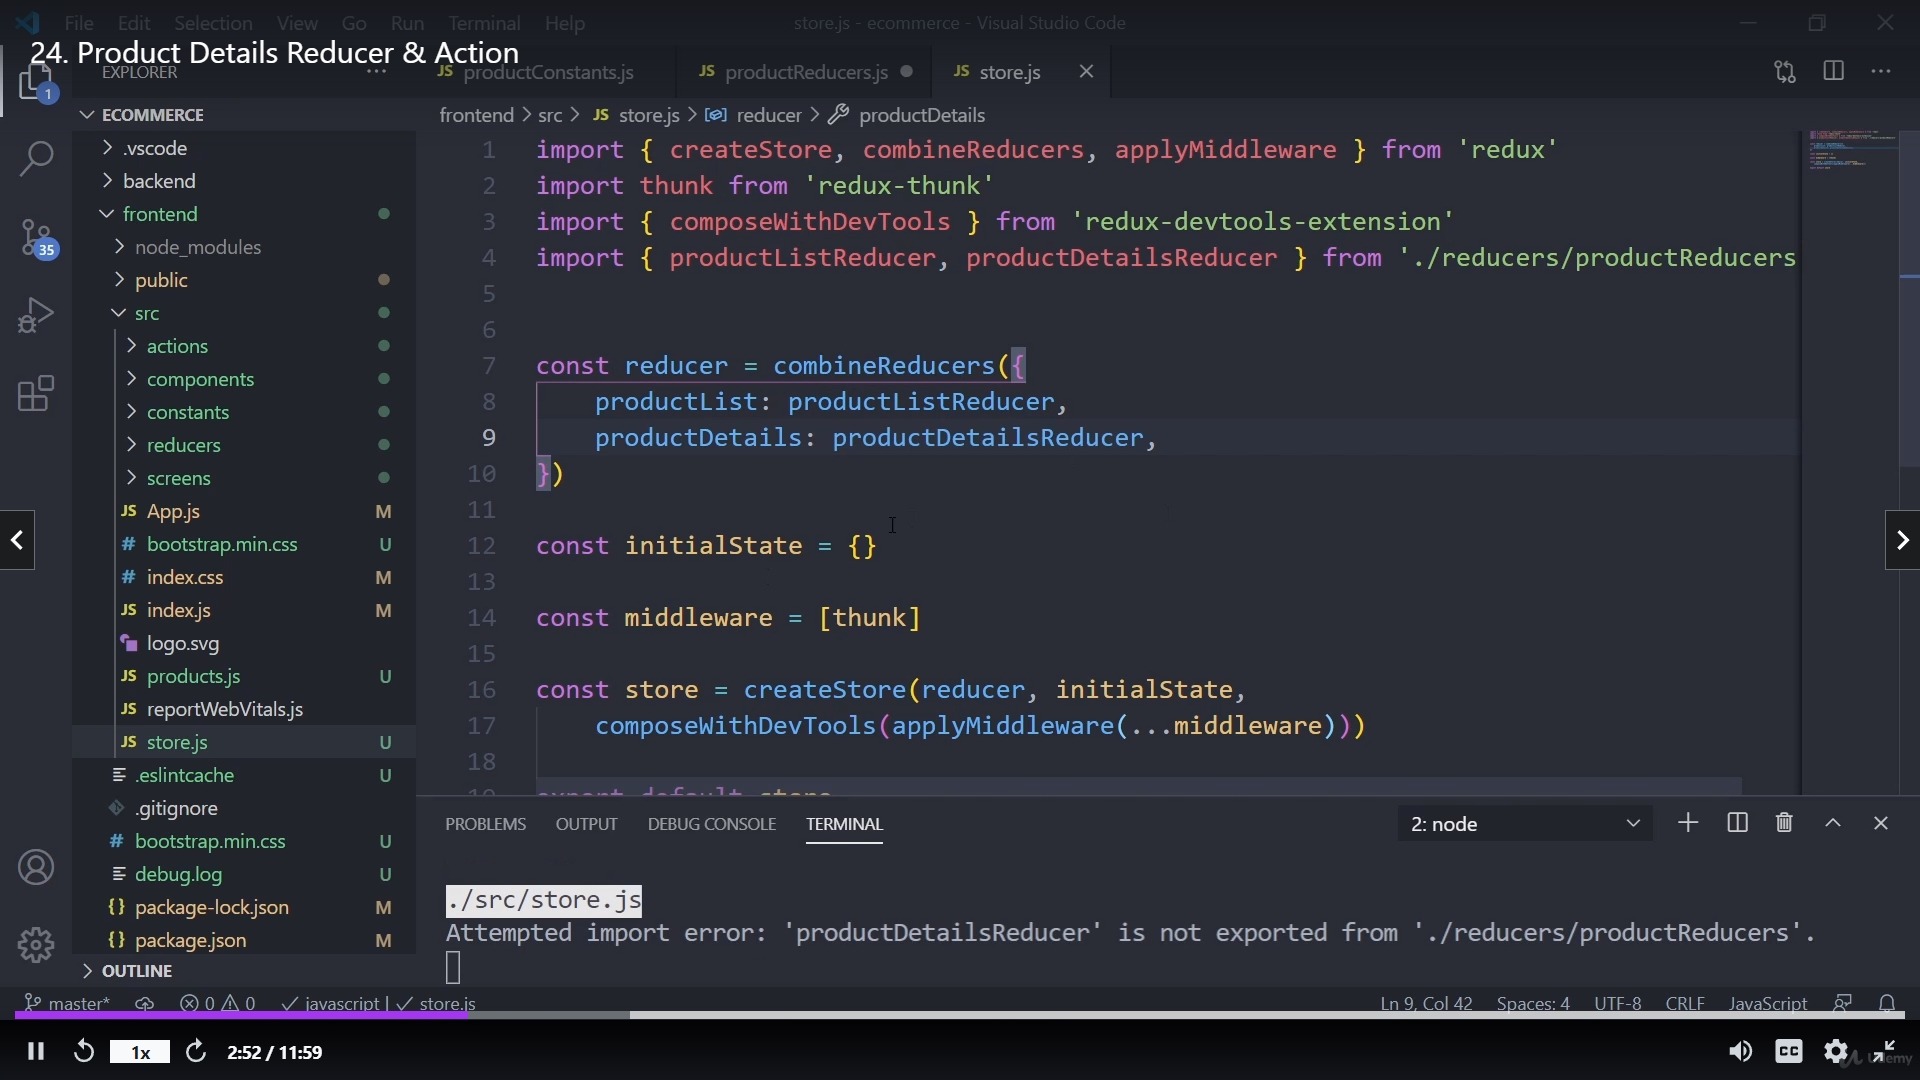 File Edit Selection View Go Run Terminal Help
store.js - ecommerce - Visual Studio Code
24. Product Details Reducer & Action
EXPLORER
JS productConstants.js
JS productReducers.js
JS store.js
1
ECOMMERCE
frontend > src > JS store.js > reducer > productDetails
.vscode
backend
frontend
35
node_modules
public
src
actions
components
constants
reducers
screens
JS App.js M
# bootstrap.min.css U
# index.css M
JS index.js M
logo.svg
JS products.js U
JS reportWebVitals.js
JS store.js U
.eslintcache U
.gitignore
# bootstrap.min.css U
debug.log U
{} package-lock.json M
{} package.json M
OUTLINE
1 import { createStore, combineReducers, applyMiddleware } from 'redux'
2 import thunk from 'redux-thunk'
3 import { composeWithDevTools } from 'redux-devtools-extension'
4 import { productListReducer, productDetailsReducer } from './reducers/productReducers
5
6
7 const reducer = combineReducers({
8 productList: productListReducer,
9 productDetails: productDetailsReducer,
10 })
11
12 const initialState = {}
13
14 const middleware = [thunk]
15
16 const store = createStore(reducer, initialState,
17 composeWithDevTools(applyMiddleware(...middleware)))
18
19 export default store
PROBLEMS OUTPUT DEBUG CONSOLE TERMINAL
2: node
./src/store.js
Attempted import error: 'productDetailsReducer' is not exported from './reducers/productReducers'.
master* 0 0 javascript | store.js
Ln 9, Col 42 Spaces: 4 UTF-8 CRLF JavaScript
1x
2:52 / 11:59
CC
Udemy